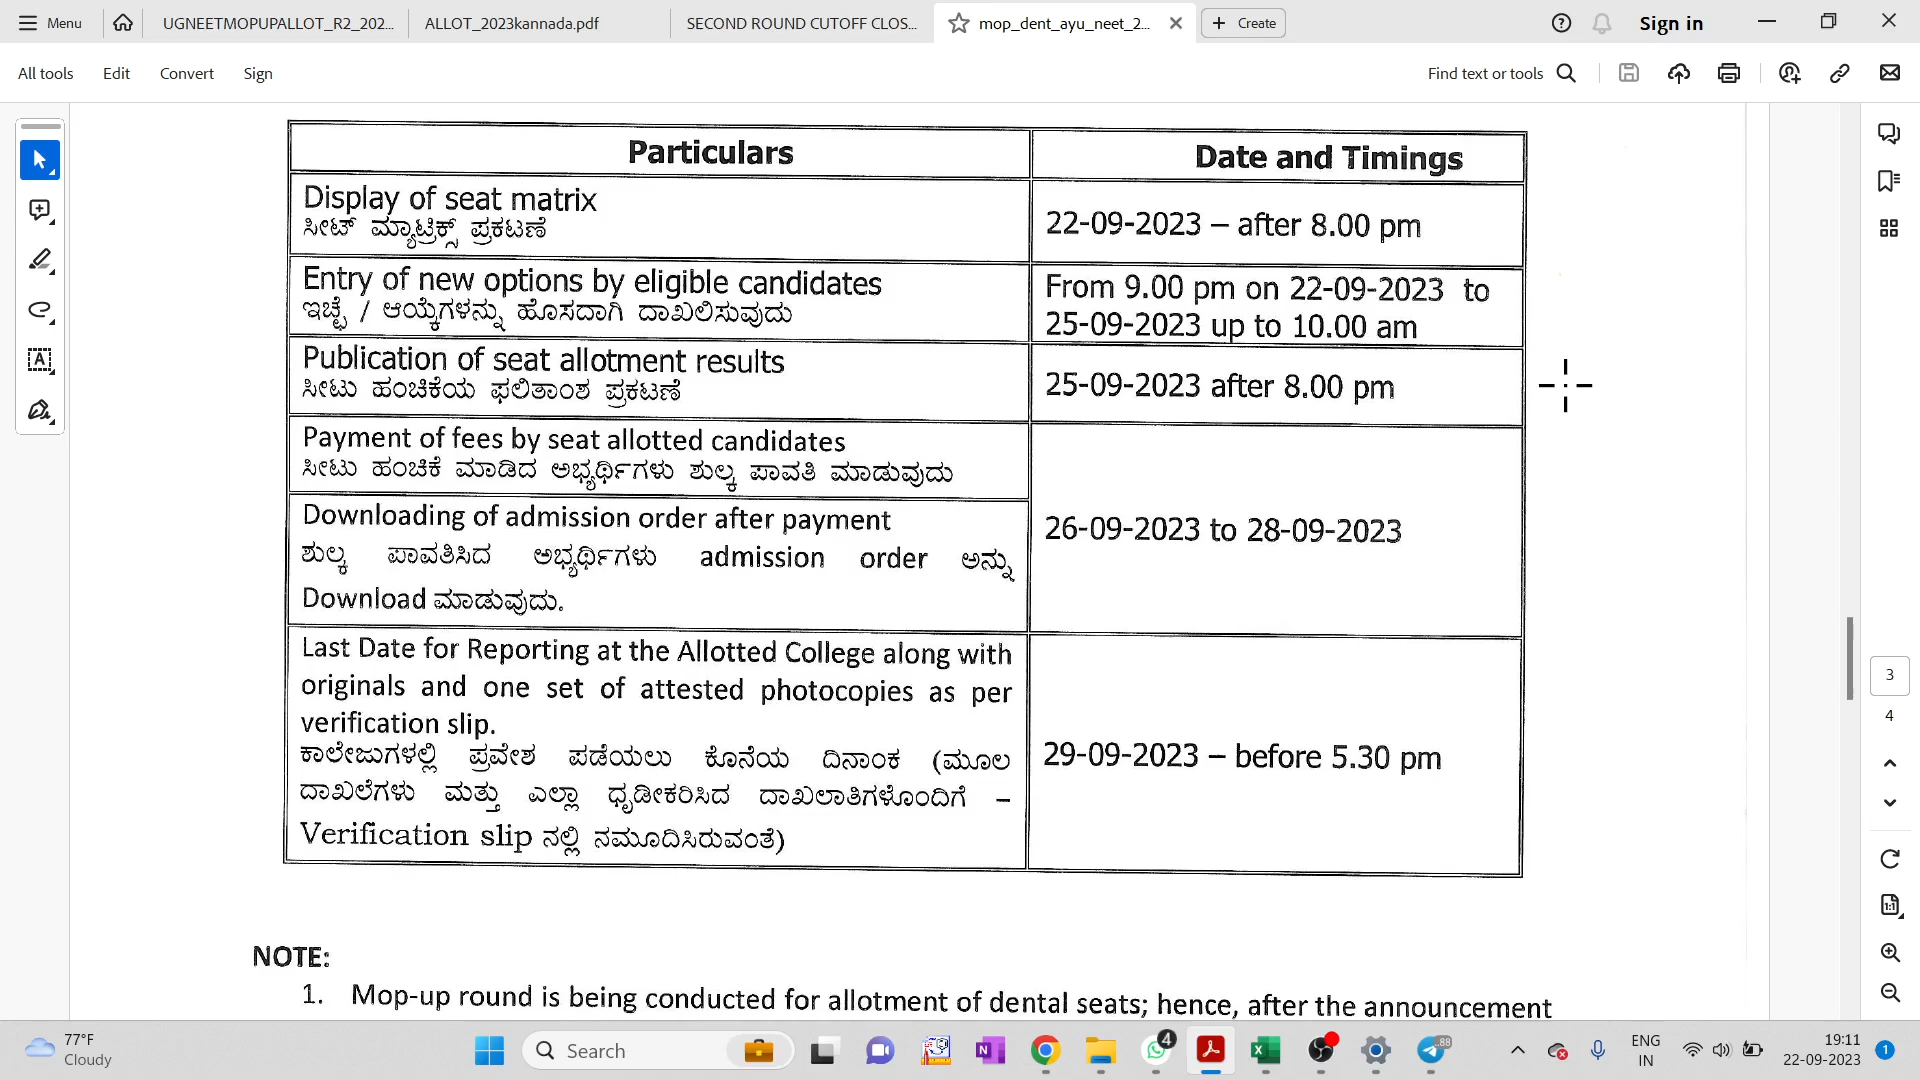 Menu
UGNEETMOPUPALLOT_R2_202...
ALLOT_2023kannada.pdf
SECOND ROUND CUTOFF CLOS...
mop_dent_ayu_neet_2...
Create
Sign in
All tools
Edit
Convert
Sign
Find text or tools
Particulars
Date and Timings
Display of seat matrix
ಸೀಟ್ ಮ್ಯಾಟ್ರಿಕ್ಸ್ ಪ್ರಕಟಣೆ
22-09-2023 – after 8.00 pm
Entry of new options by eligible candidates
ಇಚ್ಛೆ / ಆಯ್ಕೆಗಳನ್ನು ಹೊಸದಾಗಿ ದಾಖಲಿಸುವುದು
From 9.00 pm on 22-09-2023 to
25-09-2023 up to 10.00 am
Publication of seat allotment results
ಸೀಟು ಹಂಚಿಕೆಯ ಫಲಿತಾಂಶ ಪ್ರಕಟಣೆ
25-09-2023 after 8.00 pm
Payment of fees by seat allotted candidates
ಸೀಟು ಹಂಚಿಕೆ ಮಾಡಿದ ಅಭ್ಯರ್ಥಿಗಳು ಶುಲ್ಕ ಪಾವತಿ ಮಾಡುವುದು
Downloading of admission order after payment
ಶುಲ್ಕ ಪಾವತಿಸಿದ ಅಭ್ಯರ್ಥಿಗಳು admission order ಅನ್ನು
Download ಮಾಡುವುದು.
26-09-2023 to 28-09-2023
Last Date for Reporting at the Allotted College along with
originals and one set of attested photocopies as per
verification slip.
ಕಾಲೇಜುಗಳಲ್ಲಿ ಪ್ರವೇಶ ಪಡೆಯಲು ಕೊನೆಯ ದಿನಾಂಕ (ಮೂಲ
ದಾಖಲೆಗಳು ಮತ್ತು ಎಲ್ಲಾ ಧೃಡೀಕರಿಸಿದ ದಾಖಲಾತಿಗಳೊಂದಿಗೆ –
Verification slip ನಲ್ಲಿ ನಮೂದಿಸಿರುವಂತೆ)
29-09-2023 – before 5.30 pm
NOTE:
1. Mop-up round is being conducted for allotment of dental seats; hence, after the announcement
3
4
77°F
Cloudy
Search
4
88
ENG
IN
19:11
22-09-2023
1